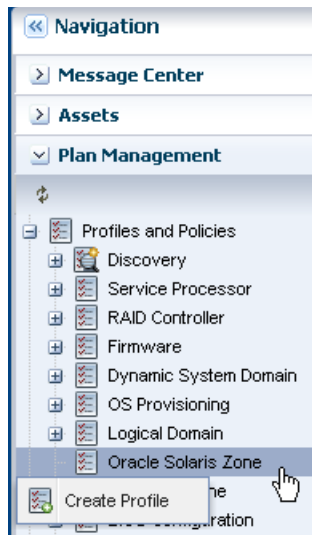 Navigation
Message Center
Assets
Plan Management
Profiles and Policies
Discovery
Service Processor
RAID Controller
Firmware
Dynamic System Domain
OS Provisioning
Logical Domain
Oracle Solaris Zone
Create Profile